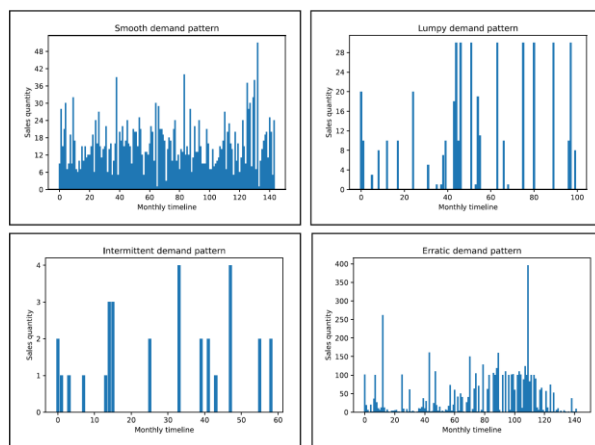 Smooth demand pattern
Sales quantity
48
42
36
30
24
18
12
6
0
0 20 40 60 80 100 120 140
Monthly timeline
Lumpy demand pattern
Sales quantity
28
24
20
16
12
8
4
0
0 20 40 60 80 100
Monthly timeline
Intermittent demand pattern
Sales quantity
4
3
2
1
0
0 10 20 30 40 50 60
Monthly timeline
Erratic demand pattern
Sales quantity
400
350
300
250
200
150
100
50
0
0 20 40 60 80 100 120 140
Monthly timeline